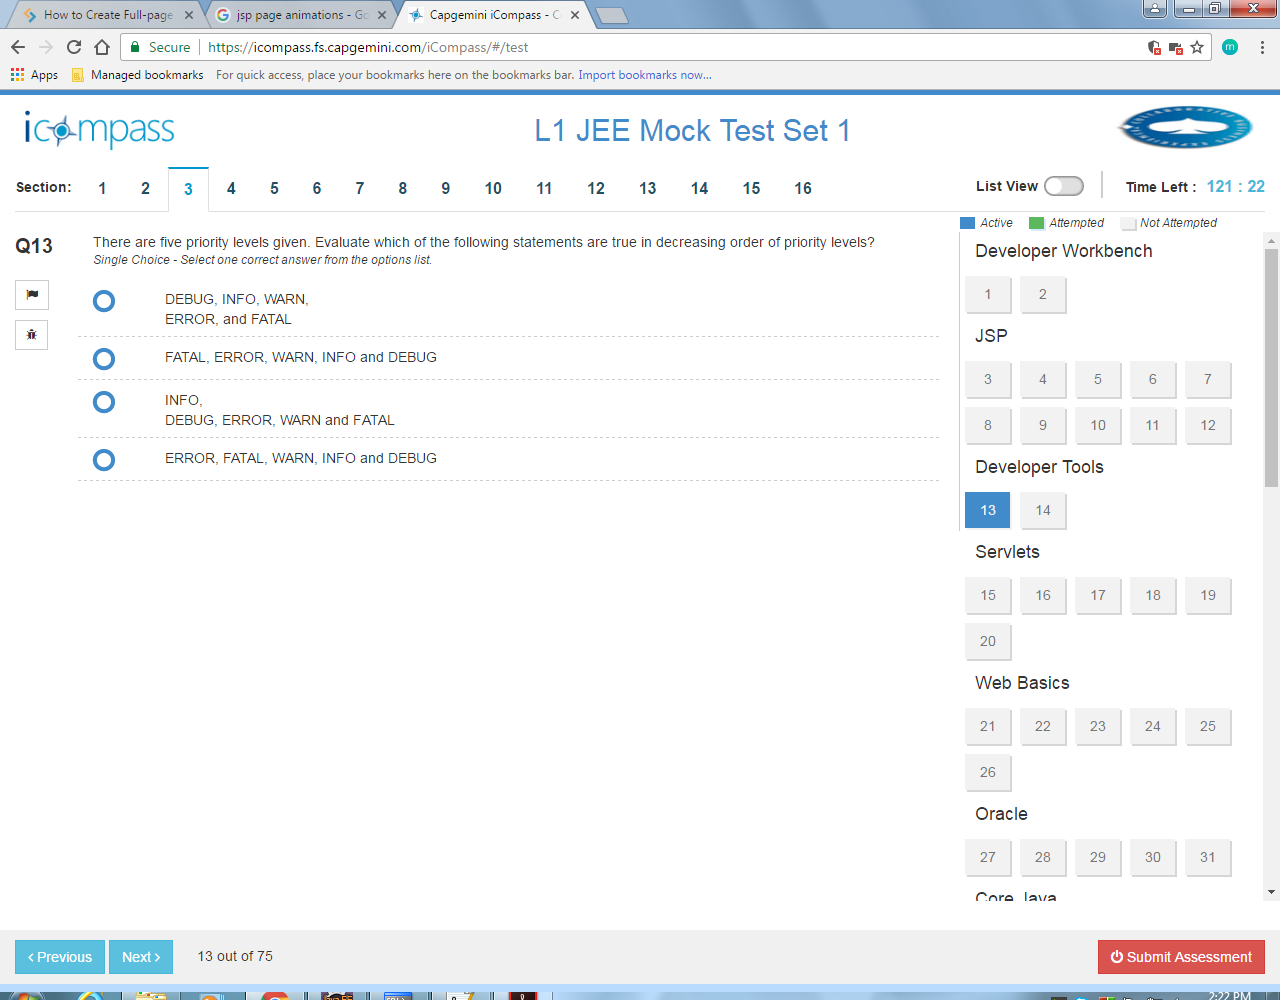 How to Create Full-page
jsp page animations - Go
Capgemini iCompass - C
Secure
https://icompass.fs.capgemini.com/iCompass/#/test
m
Apps
Managed bookmarks
For quick access, place your bookmarks here on the bookmarks bar. Import bookmarks now...
icompass
L1 JEE Mock Test Set 1
Section: 1 2 3 4 5 6 7 8 9 10 11 12 13 14 15 16
List View
Time Left : 121 : 22
Active Attempted Not Attempted
Q13
There are five priority levels given. Evaluate which of the following statements are true in decreasing order of priority levels?
Single Choice - Select one correct answer from the options list.
DEBUG, INFO, WARN,
ERROR, and FATAL
FATAL, ERROR, WARN, INFO and DEBUG
INFO,
DEBUG, ERROR, WARN and FATAL
ERROR, FATAL, WARN, INFO and DEBUG
Developer Workbench
1 2
JSP
3 4 5 6 7
8 9 10 11 12
Developer Tools
13 14
Servlets
15 16 17 18 19
20
Web Basics
21 22 23 24 25
26
Oracle
27 28 29 30 31
Core Java
‹ Previous
Next ›
13 out of 75
Submit Assessment
2:22 PM